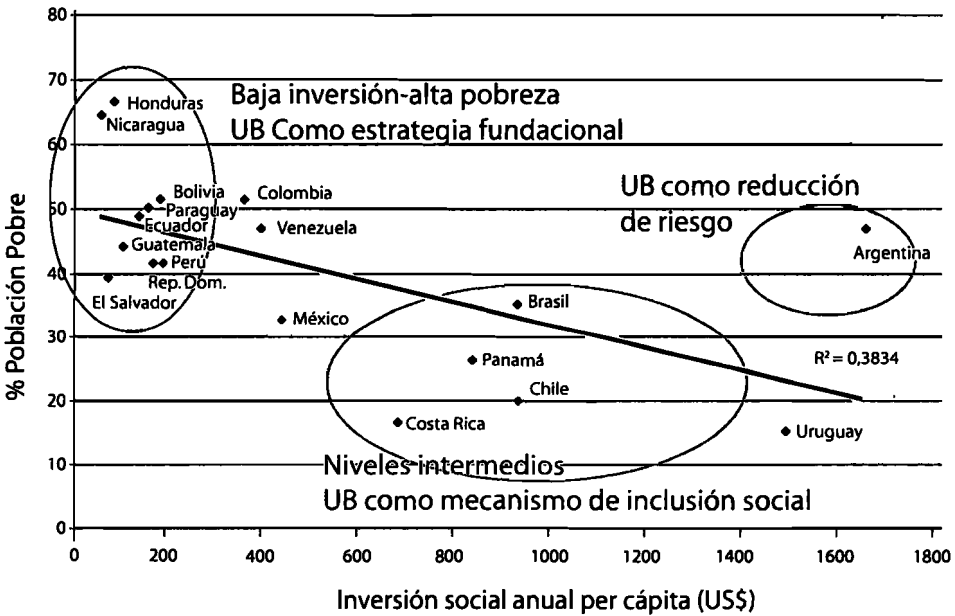 80
70
60
50
40
30
20
10
0
% Población Pobre
Honduras
Nicaragua
Baja inversión-alta pobreza
UB Como estrategia fundacional
Bolivia
Paraguay
Ecuador
Guatemala
Perú
Rep. Dom.
El Salvador
Colombia
Venezuela
México
UB como reducción
de riesgo
Argentina
Brasil
Panamá
Chile
Costa Rica
R² = 0,3834
Uruguay
Niveles intermedios
UB como mecanismo de inclusión social
0 200 400 600 800 1000 1200 1400 1600 1800
Inversión social anual per cápita (US$)